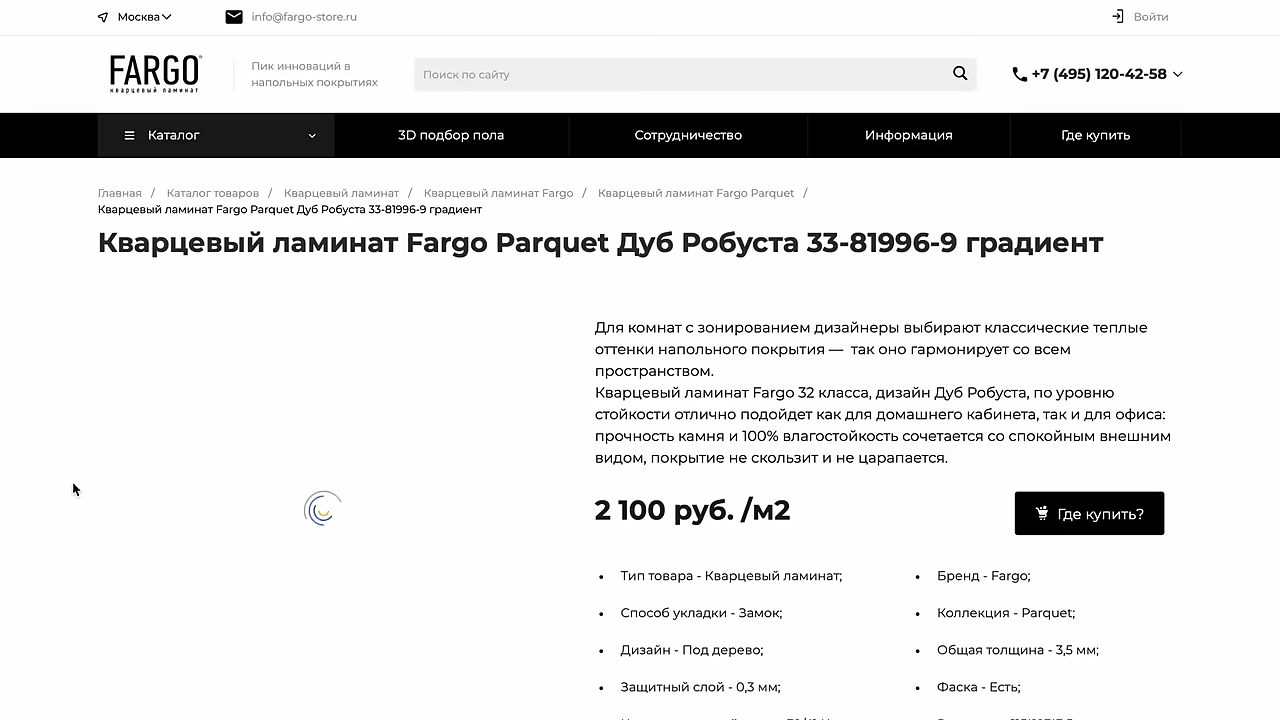 Москва
info@fargo-store.ru
Войти
FARGO
кварцевый ламинат
Пик инноваций в
напольных покрытиях
Поиск по сайту
+7 (495) 120-42-58
Каталог
3D подбор пола
Сотрудничество
Информация
Где купить
Главная / Каталог товаров / Кварцевый ламинат / Кварцевый ламинат Fargo / Кварцевый ламинат Fargo Parquet /
Кварцевый ламинат Fargo Parquet Дуб Робуста 33-81996-9 градиент
Кварцевый ламинат Fargo Parquet Дуб Робуста 33-81996-9 градиент
Для комнат с зонированием дизайнеры выбирают классические теплые
оттенки напольного покрытия — так оно гармонирует со всем
пространством.
Кварцевый ламинат Fargo 32 класса, дизайн Дуб Робуста, по уровню
стойкости отлично подойдет как для домашнего кабинета, так и для офиса:
прочность камня и 100% влагостойкость сочетается со спокойным внешним
видом, покрытие не скользит и не царапается.
2 100 руб. /м2
Где купить?
• Тип товара - Кварцевый ламинат;
• Бренд - Fargo;
• Способ укладки - Замок;
• Коллекция - Parquet;
• Дизайн - Под дерево;
• Общая толщина - 3,5 мм;
• Защитный слой - 0,3 мм;
• Фаска - Есть;